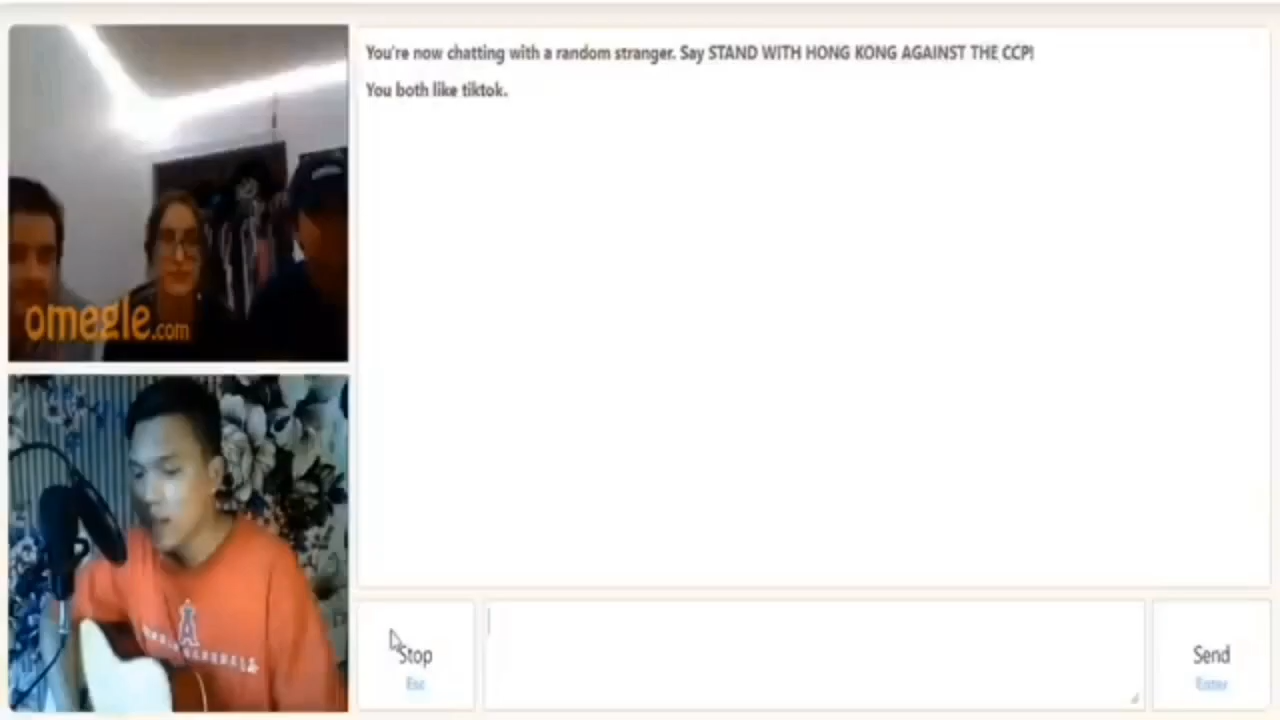 You're now chatting with a random stranger. Say STAND WITH HONG KONG AGAINST THE CCP!
You both like tiktok.
omegle.com
A
Stop
Esc
Send
Enter